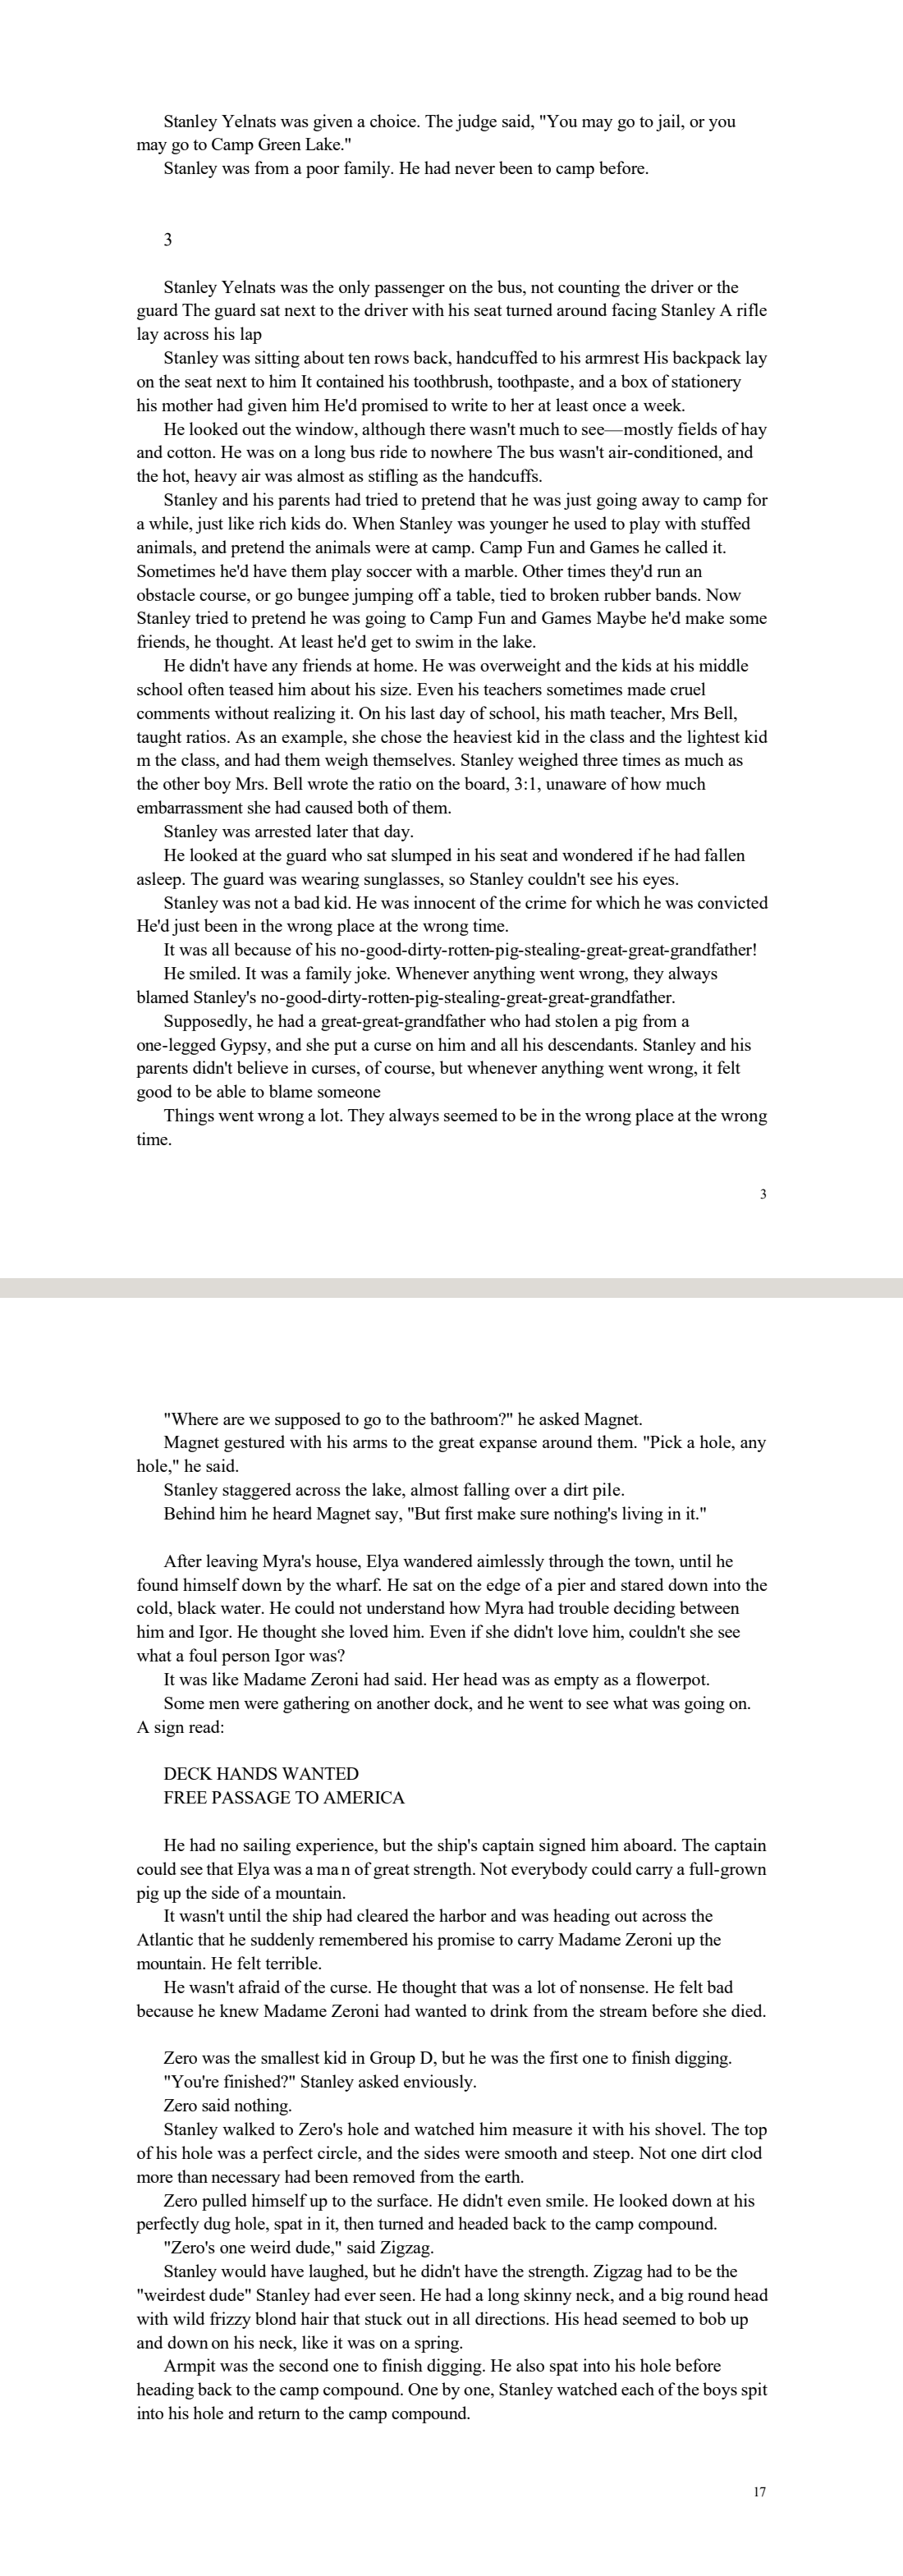 Stanley Yelnats was given a choice. The judge said, "You may go to jail, or you
may go to Camp Green Lake."
Stanley was from a poor family. He had never been to camp before.
3
Stanley Yelnats was the only passenger on the bus, not counting the driver or the
guard The guard sat next to the driver with his seat turned around facing Stanley A rifle
lay across his lap
Stanley was sitting about ten rows back, handcuffed to his armrest His backpack lay
on the seat next to him It contained his toothbrush, toothpaste, and a box of stationery
his mother had given him He'd promised to write to her at least once a week.
He looked out the window, although there wasn't much to see—mostly fields of hay
and cotton. He was on a long bus ride to nowhere The bus wasn't air-conditioned, and
the hot, heavy air was almost as stifling as the handcuffs.
Stanley and his parents had tried to pretend that he was just going away to camp for
a while, just like rich kids do. When Stanley was younger he used to play with stuffed
animals, and pretend the animals were at camp. Camp Fun and Games he called it.
Sometimes he'd have them play soccer with a marble. Other times they'd run an
obstacle course, or go bungee jumping off a table, tied to broken rubber bands. Now
Stanley tried to pretend he was going to Camp Fun and Games Maybe he'd make some
friends, he thought. At least he'd get to swim in the lake.
He didn't have any friends at home. He was overweight and the kids at his middle
school often teased him about his size. Even his teachers sometimes made cruel
comments without realizing it. On his last day of school, his math teacher, Mrs Bell,
taught ratios. As an example, she chose the heaviest kid in the class and the lightest kid
m the class, and had them weigh themselves. Stanley weighed three times as much as
the other boy Mrs. Bell wrote the ratio on the board, 3:1, unaware of how much
embarrassment she had caused both of them.
Stanley was arrested later that day.
He looked at the guard who sat slumped in his seat and wondered if he had fallen
asleep. The guard was wearing sunglasses, so Stanley couldn't see his eyes.
Stanley was not a bad kid. He was innocent of the crime for which he was convicted
He'd just been in the wrong place at the wrong time.
It was all because of his no-good-dirty-rotten-pig-stealing-great-great-grandfather!
He smiled. It was a family joke. Whenever anything went wrong, they always
blamed Stanley's no-good-dirty-rotten-pig-stealing-great-great-grandfather.
Supposedly, he had a great-great-grandfather who had stolen a pig from a
one-legged Gypsy, and she put a curse on him and all his descendants. Stanley and his
parents didn't believe in curses, of course, but whenever anything went wrong, it felt
good to be able to blame someone
Things went wrong a lot. They always seemed to be in the wrong place at the wrong
time.
3
"Where are we supposed to go to the bathroom?" he asked Magnet.
Magnet gestured with his arms to the great expanse around them. "Pick a hole, any
hole," he said.
Stanley staggered across the lake, almost falling over a dirt pile.
Behind him he heard Magnet say, "But first make sure nothing's living in it."
After leaving Myra's house, Elya wandered aimlessly through the town, until he
found himself down by the wharf. He sat on the edge of a pier and stared down into the
cold, black water. He could not understand how Myra had trouble deciding between
him and Igor. He thought she loved him. Even if she didn't love him, couldn't she see
what a foul person Igor was?
It was like Madame Zeroni had said. Her head was as empty as a flowerpot.
Some men were gathering on another dock, and he went to see what was going on.
A sign read:
DECK HANDS WANTED
FREE PASSAGE TO AMERICA
He had no sailing experience, but the ship's captain signed him aboard. The captain
could see that Elya was a ma n of great strength. Not everybody could carry a full-grown
pig up the side of a mountain.
It wasn't until the ship had cleared the harbor and was heading out across the
Atlantic that he suddenly remembered his promise to carry Madame Zeroni up the
mountain. He felt terrible.
He wasn't afraid of the curse. He thought that was a lot of nonsense. He felt bad
because he knew Madame Zeroni had wanted to drink from the stream before she died.
Zero was the smallest kid in Group D, but he was the first one to finish digging.
"You're finished?" Stanley asked enviously.
Zero said nothing.
Stanley walked to Zero's hole and watched him measure it with his shovel. The top
of his hole was a perfect circle, and the sides were smooth and steep. Not one dirt clod
more than necessary had been removed from the earth.
Zero pulled himself up to the surface. He didn't even smile. He looked down at his
perfectly dug hole, spat in it, then turned and headed back to the camp compound.
"Zero's one weird dude," said Zigzag.
Stanley would have laughed, but he didn't have the strength. Zigzag had to be the
"weirdest dude" Stanley had ever seen. He had a long skinny neck, and a big round head
with wild frizzy blond hair that stuck out in all directions. His head seemed to bob up
and down on his neck, like it was on a spring.
Armpit was the second one to finish digging. He also spat into his hole before
heading back to the camp compound. One by one, Stanley watched each of the boys spit
into his hole and return to the camp compound.
17